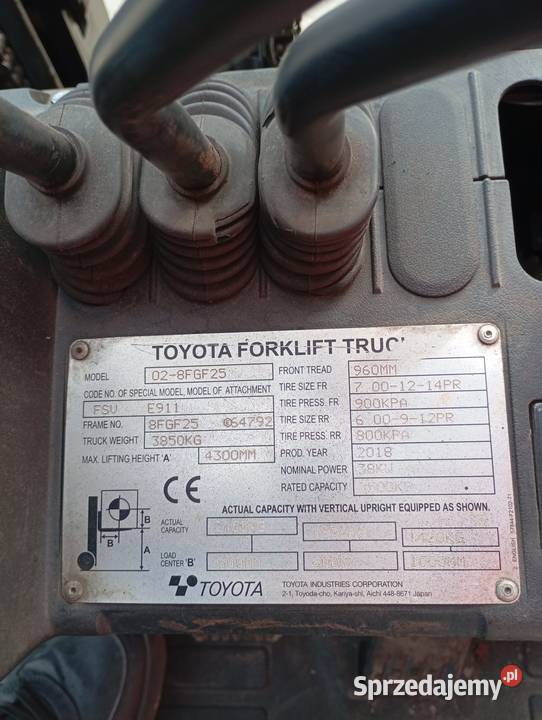 TOYOTA FORKLIFT TRUC
MODEL 02-8FGF25
CODE NO. OF SPECIAL MODEL, MODEL OF ATTACHMENT
FSV E911
FRAME NO. 8FGF25 64792
TRUCK WEIGHT 3850KG
MAX. LIFTING HEIGHT 'A' 4300MM
FRONT TREAD 960MM
TIRE SIZE FR 7.00-12-14PR
TIRE PRESS. FR 900KPA
TIRE SIZE RR 6.00-9-12PR
TIRE PRESS. RR 800KPA
PROD. YEAR 2018
NOMINAL POWER 38KW
RATED CAPACITY
CE
ACTUAL CAPACITY WITH VERTICAL UPRIGHT EQUIPPED AS SHOWN.
B
B
A
ACTUAL CAPACITY
LOAD CENTER 'B'
TOYOTA
TOYOTA INDUSTRIES CORPORATION
2-1, Toyoda-cho, Kariya-shi, Aichi 448-8671 Japan
ENGLISH
Sprzedajemy.pl